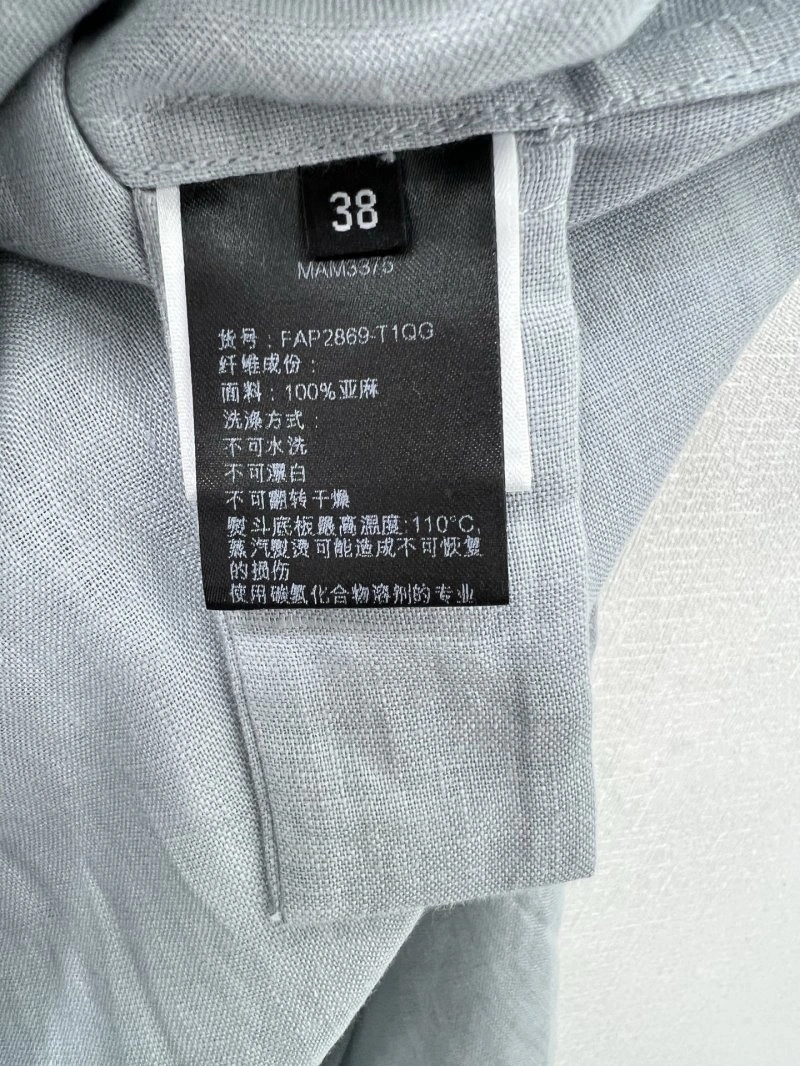 38
MAM3375
货号：FAP2869-T1QG
纤维成份：
面料：100%亚麻
洗涤方式：
不可水洗
不可漂白
不可翻转干燥
熨斗底板最高温度:110°C,
蒸汽熨烫可能造成不可恢复
的损伤
使用碳氢化合物溶剂的专业